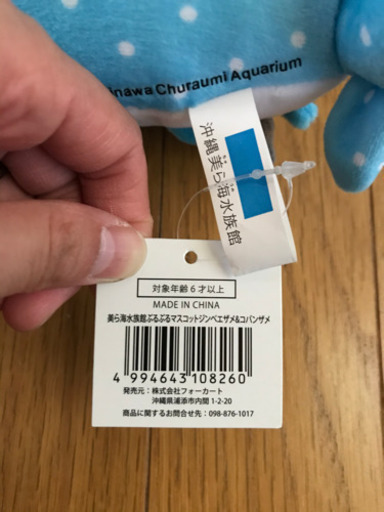 inawa Churaumi Aquarium
沖縄美ら海水族館
対象年齢6才以上
MADE IN CHINA
美ら海水族館ぶるぶるマスコットジンベエザメ&コバンザメ
4 994643 108260
発売元：株式会社フォーカート
沖縄県浦添市内間 1-2-20
商品に関するお問合せ先：098-876-1017